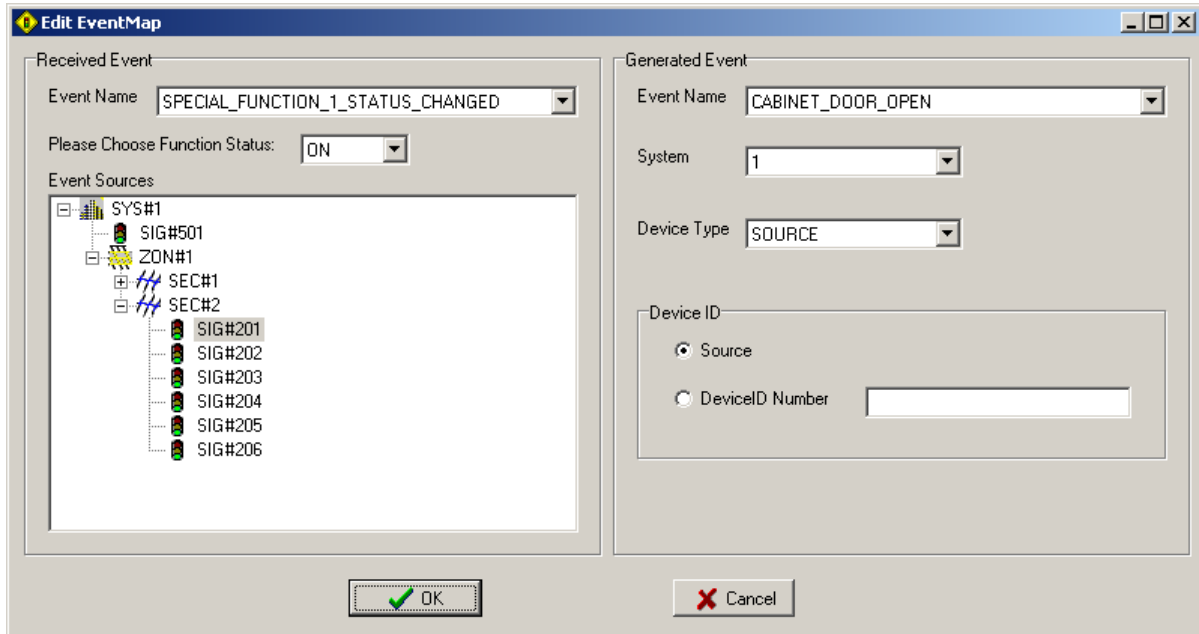 Edit EventMap
Received Event
Event Name SPECIAL_FUNCTION_1_STATUS_CHANGED
Please Choose Function Status: ON
Event Sources
SYS#1
SIG#501
ZON#1
SEC#1
SEC#2
SIG#201
SIG#202
SIG#203
SIG#204
SIG#205
SIG#206
Generated Event
Event Name CABINET_DOOR_OPEN
System 1
Device Type SOURCE
Device ID
Source
DeviceID Number
OK
Cancel